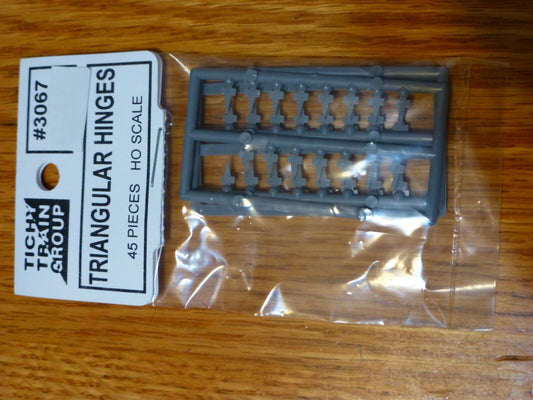 #3067
TICHY
TRAIN
GROUP
TRIANGULAR HINGES
45 PIECES HO SCALE